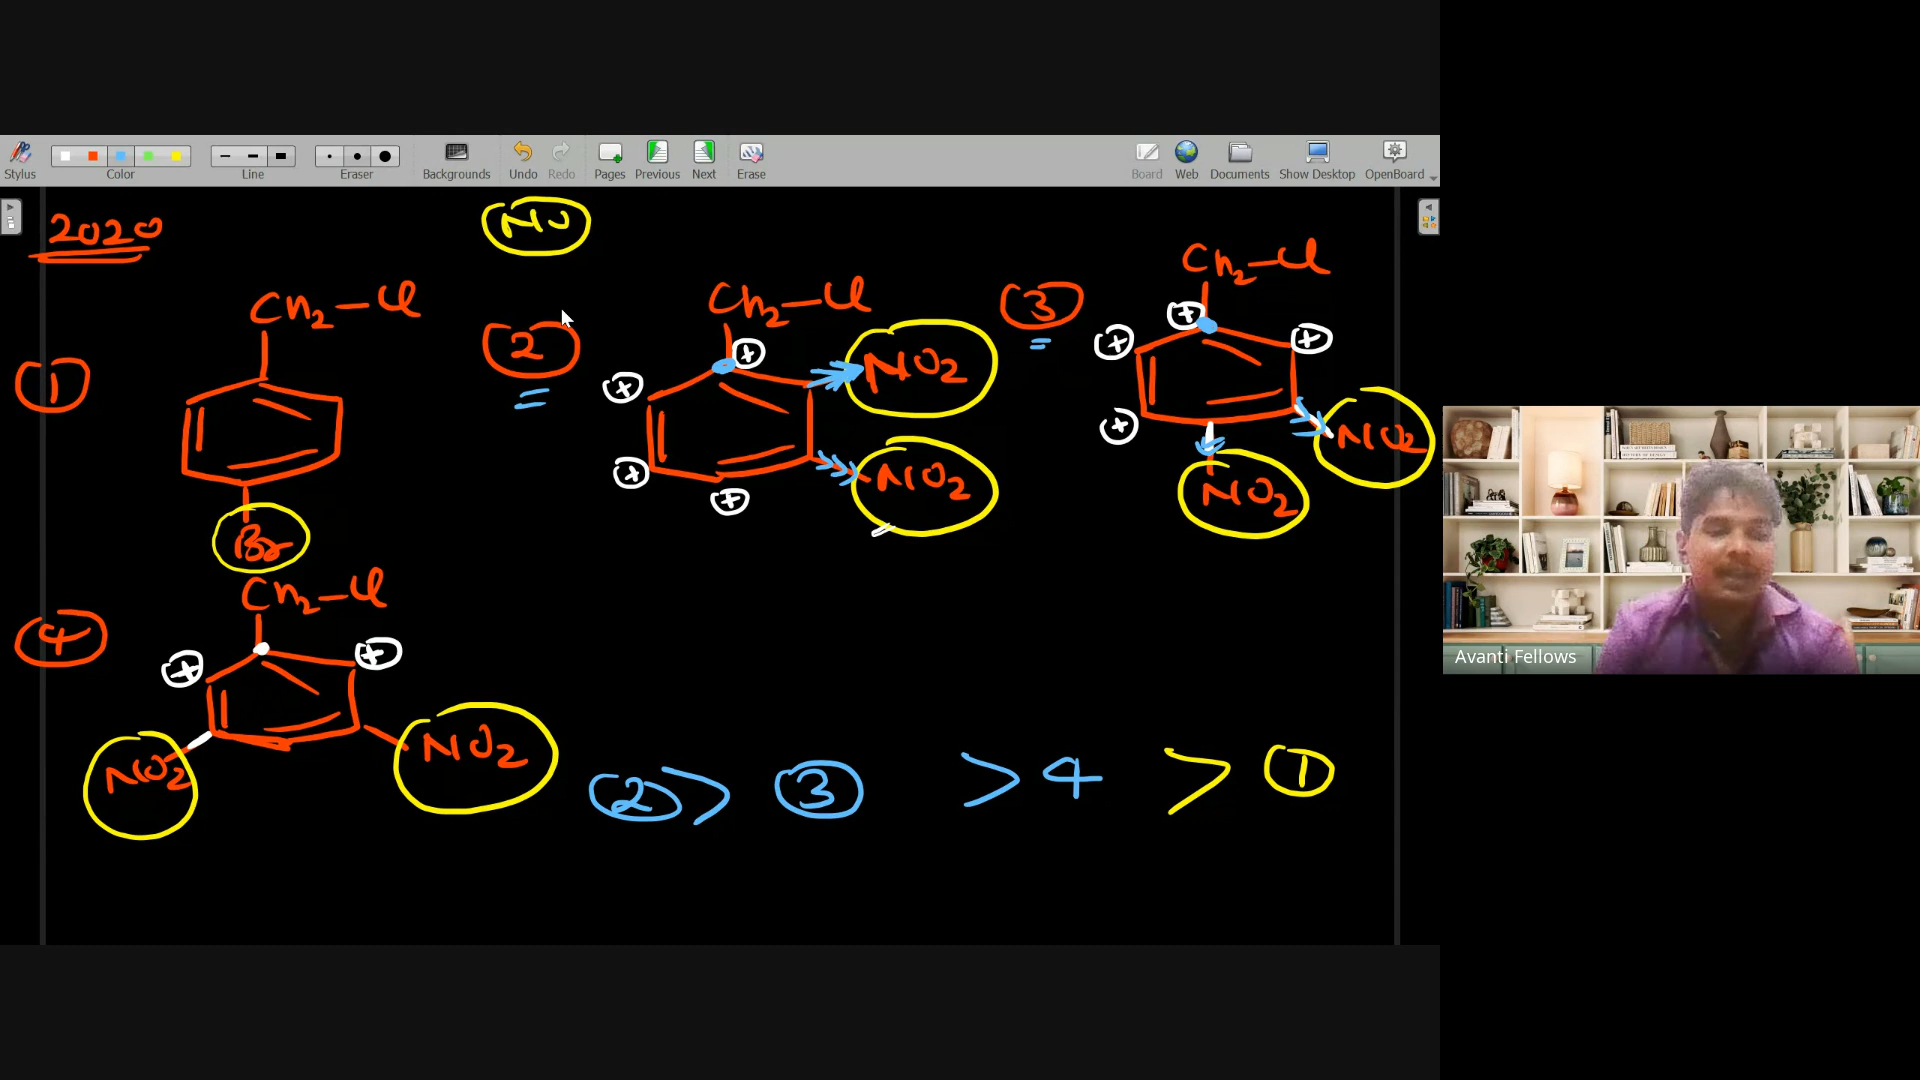 Stylus Color Line Eraser Backgrounds Undo Redo Pages Previous Next Erase Board Web Documents Show Desktop OpenBoard
2020
NO
CH2-Cl
1
Br
2
CH2-Cl
NO2
NO2
3
CH2-Cl
NO2
NO2
4
CH2-Cl
NO2
NO2
2 > 3 > 4 > 1
Avanti Fellows